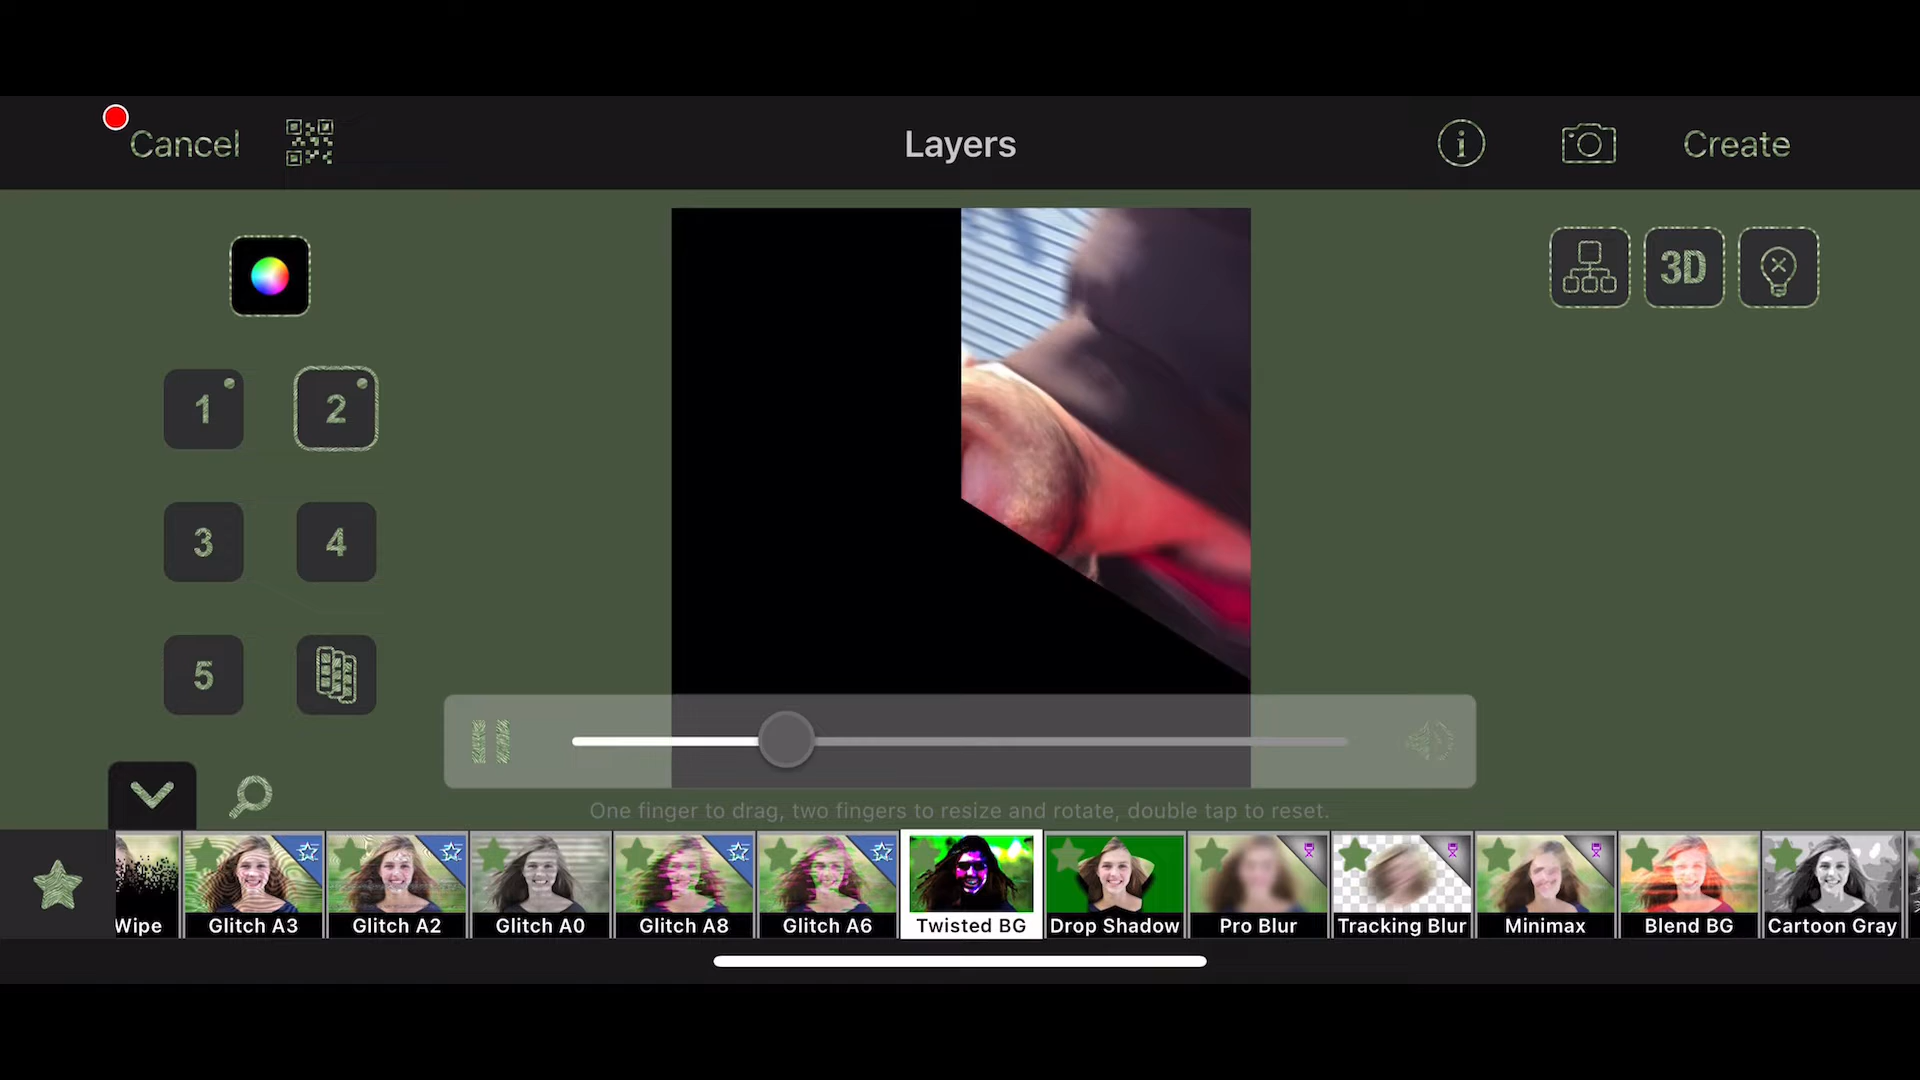 Cancel
Layers
Create
3D
1
2
3
4
5
One finger to drag, two fingers to resize and rotate, double tap to reset.
Wipe
Glitch A3
Glitch A2
Glitch A0
Glitch A8
Glitch A6
Twisted BG
Drop Shadow
Pro Blur
Tracking Blur
Minimax
Blend BG
Cartoon Gray